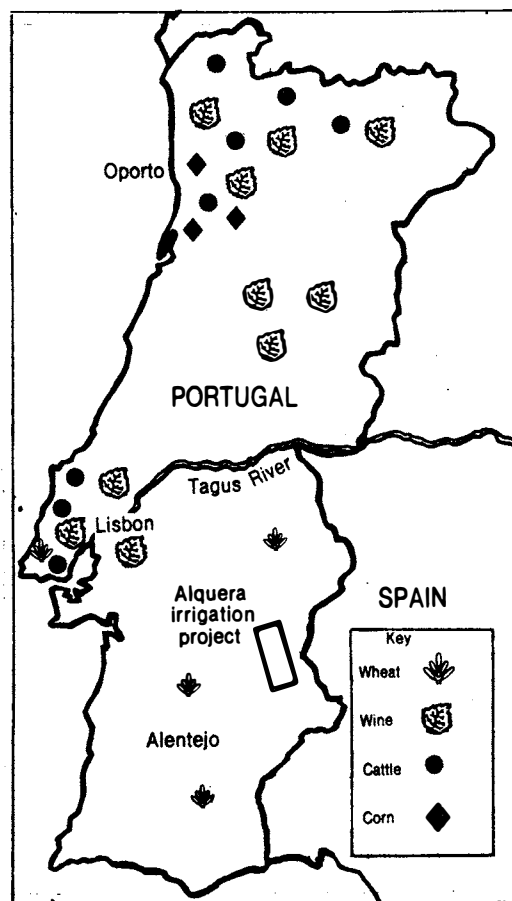 Oporto
PORTUGAL
Tagus River
Lisbon
Alquera
irrigation
project
SPAIN
Alentejo
Key
Wheat
Wine
Cattle
Corn